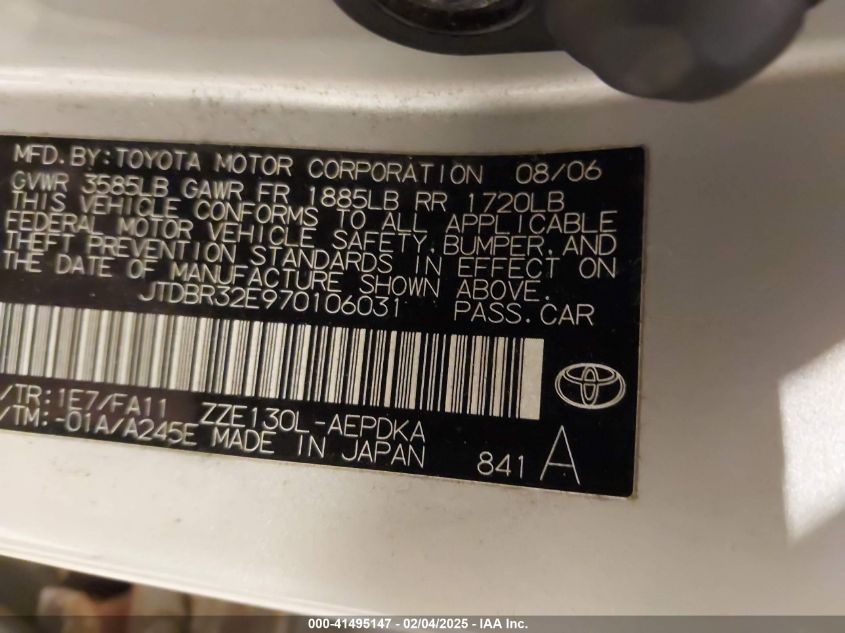 MFD.BY:TOYOTA MOTOR CORPORATION 08/06
GVWR 3585LB GAWR FR 1885LB RR 1720LB
THIS VEHICLE CONFORMS TO ALL APPLICABLE
FEDERAL MOTOR VEHICLE SAFETY,BUMPER,AND
THEFT PREVENTION STANDARDS IN EFFECT ON
THE DATE OF MANUFACTURE SHOWN ABOVE.
JTDBR32E970106031 PASS.CAR
/TR:1E7/FA11 ZZE130L-AEPDKA
/TM:-01A/A245E MADE IN JAPAN 841 A
000-41495147 - 02/04/2025 - IAA Inc.